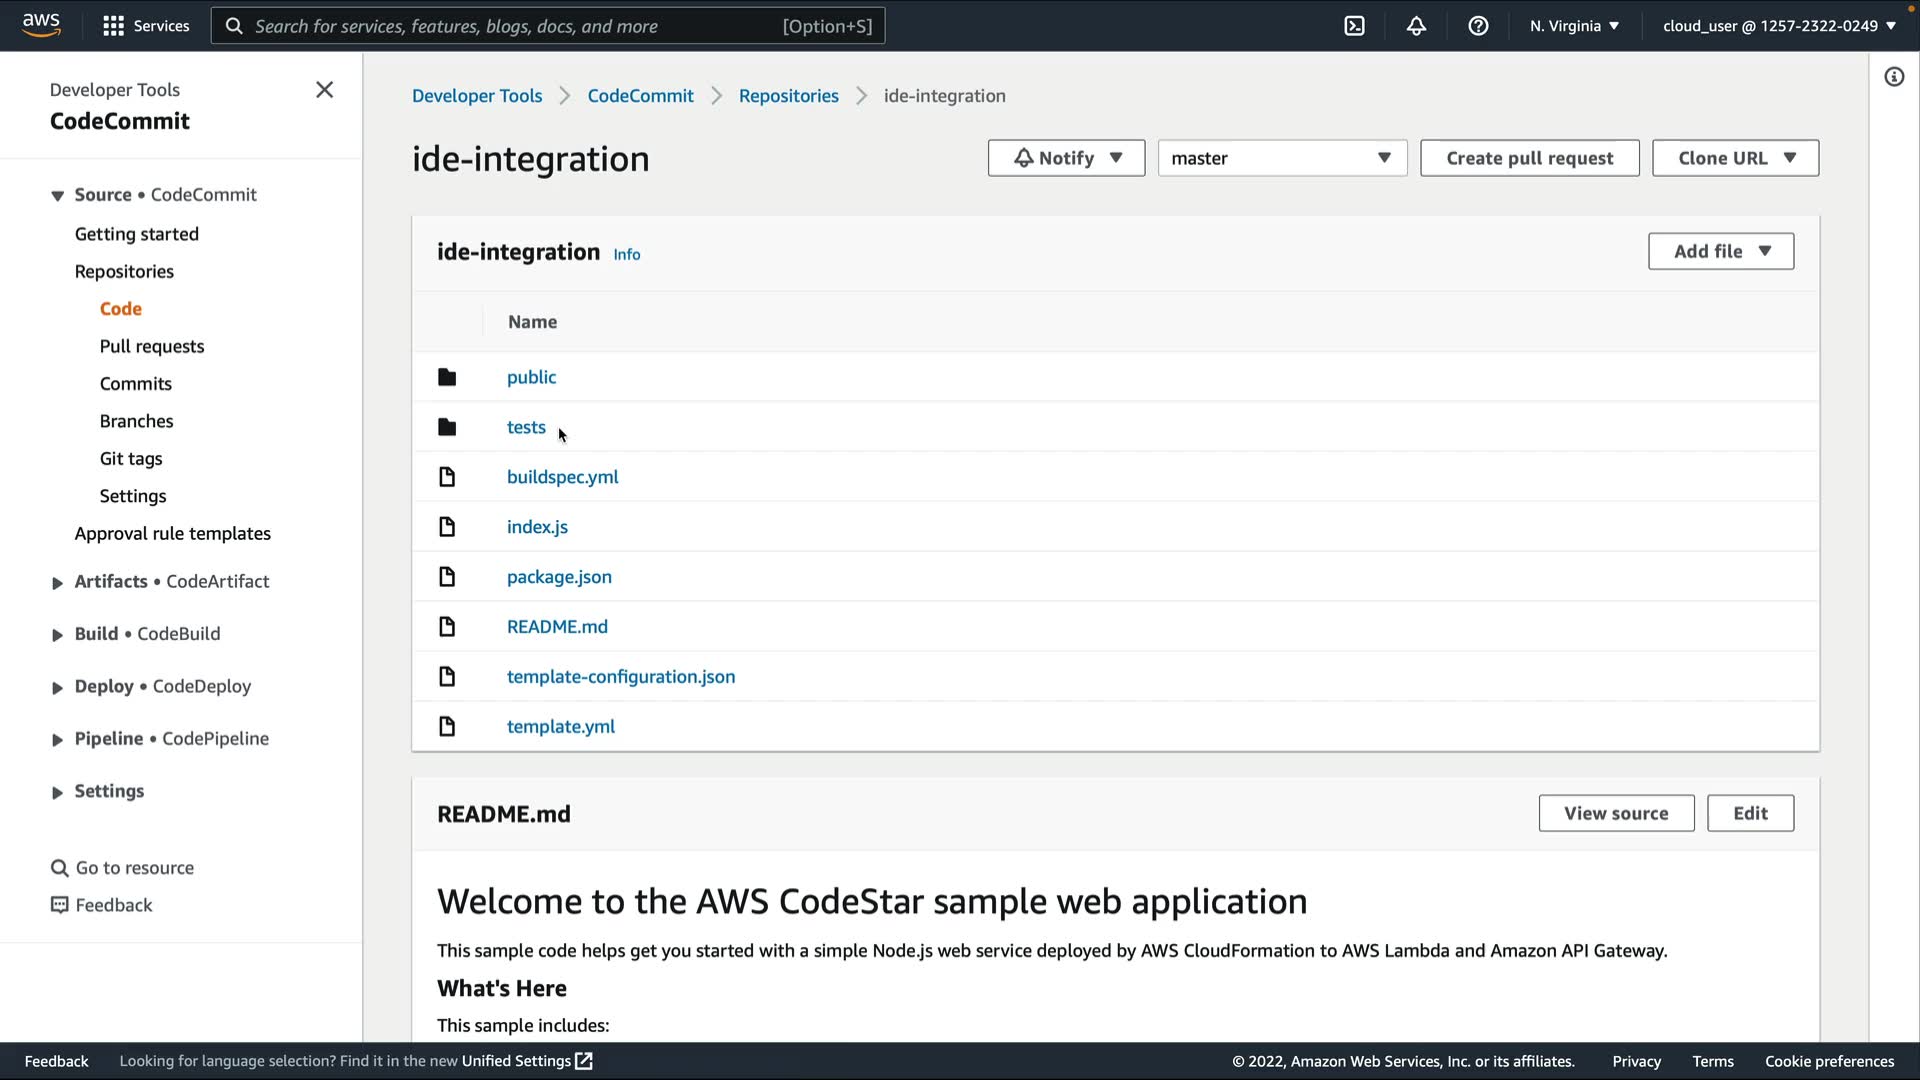 aws
Services
Search for services, features, blogs, docs, and more [Option+S]
N. Virginia
cloud_user @ 1257-2322-0249
Developer Tools
CodeCommit
Source • CodeCommit
Getting started
Repositories
Code
Pull requests
Commits
Branches
Git tags
Settings
Approval rule templates
Artifacts • CodeArtifact
Build • CodeBuild
Deploy • CodeDeploy
Pipeline • CodePipeline
Settings
Go to resource
Feedback
Developer Tools CodeCommit Repositories ide-integration
ide-integration
Notify
master
Create pull request
Clone URL
ide-integration Info
Add file
Name
public
tests
buildspec.yml
index.js
package.json
README.md
template-configuration.json
template.yml
README.md
View source
Edit
Welcome to the AWS CodeStar sample web application
This sample code helps get you started with a simple Node.js web service deployed by AWS CloudFormation to AWS Lambda and Amazon API Gateway.
What's Here
This sample includes:
Feedback
Looking for language selection? Find it in the new Unified Settings
© 2022, Amazon Web Services, Inc. or its affiliates.
Privacy
Terms
Cookie preferences